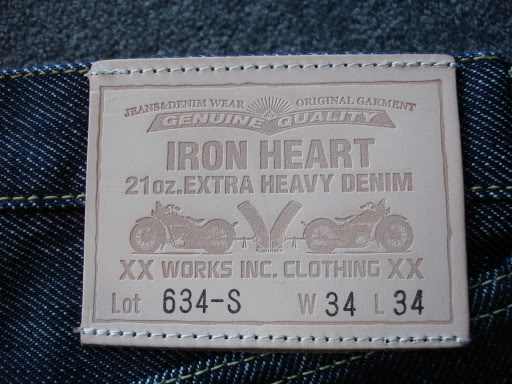 JEANS&DENIM WEAR ORIGINAL GARMENT
GENUINE QUALITY
IRON HEART
21oz.EXTRA HEAVY DENIM
XX WORKS INC. CLOTHING XX
Lot 634-S W 34 L 34